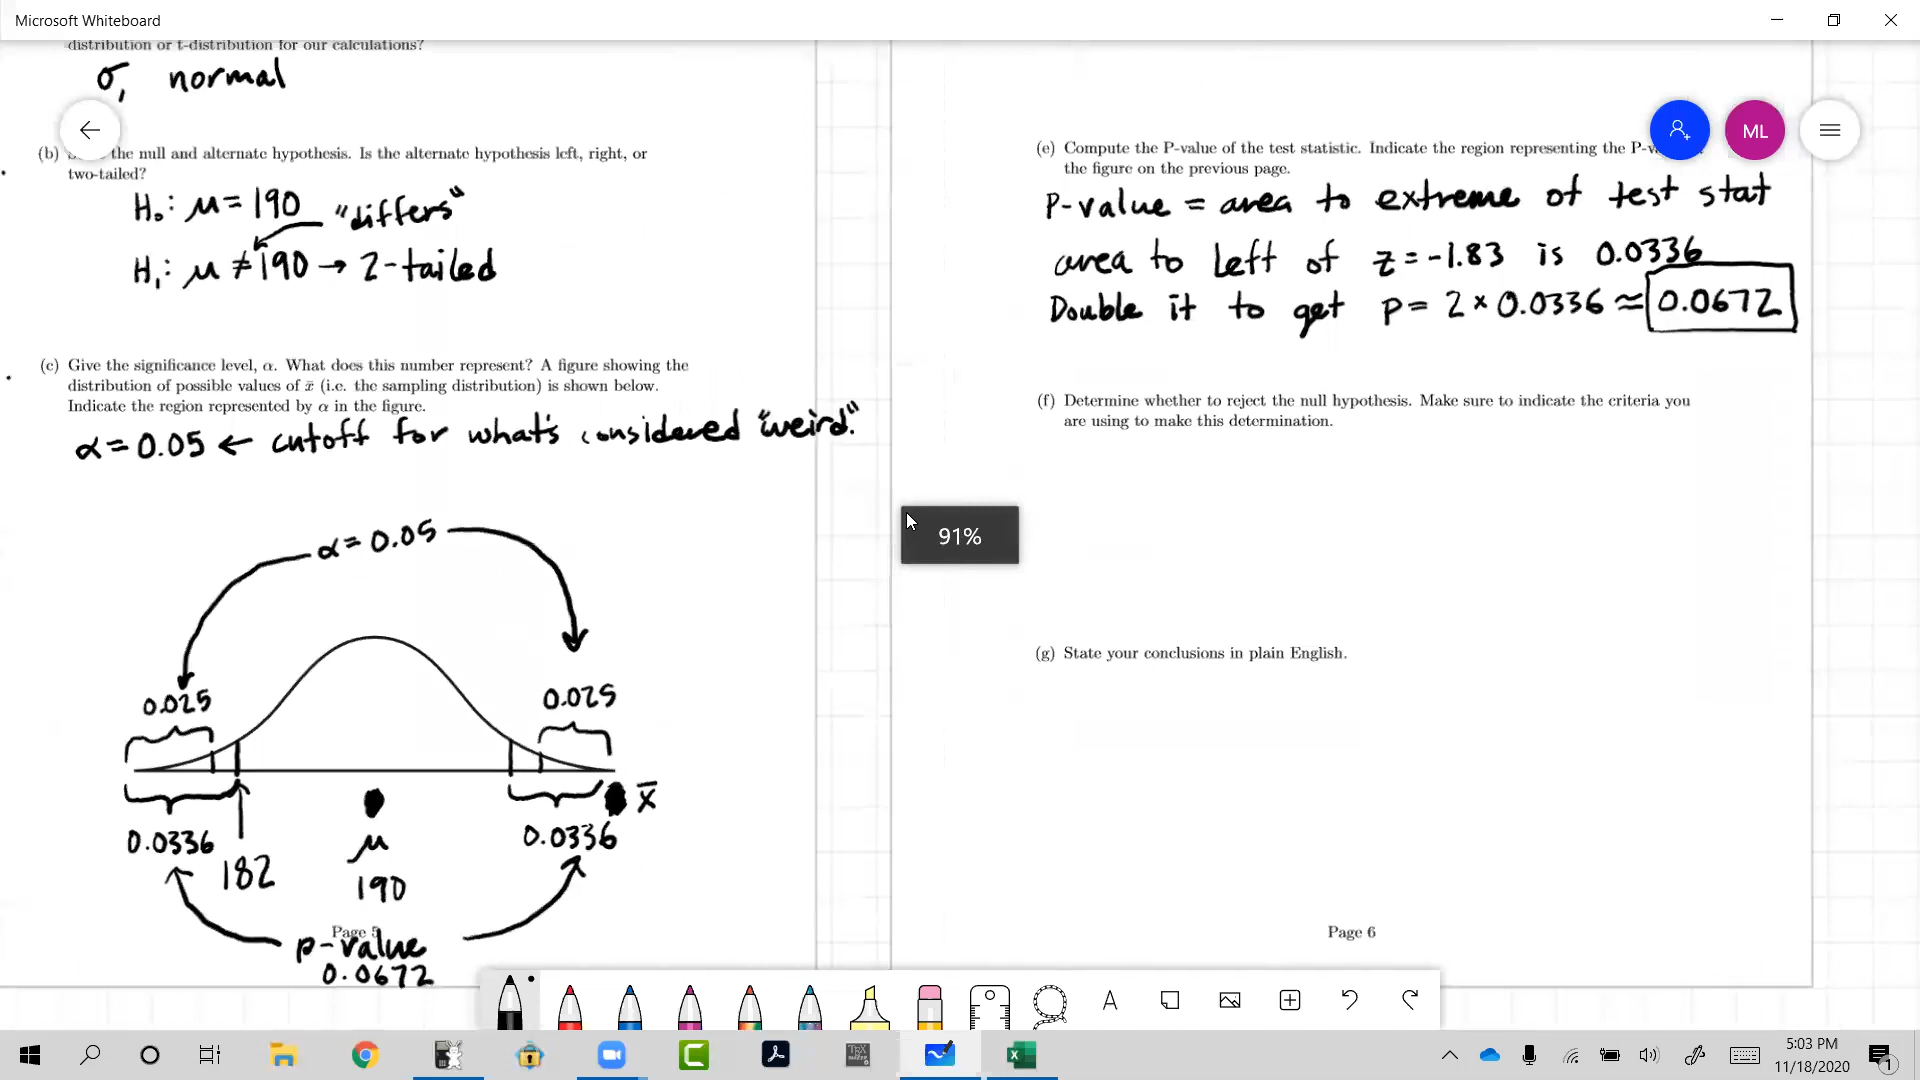 Microsoft Whiteboard
distribution or t-distribution for our calculations?
σ, normal
(b) the null and alternate hypothesis. Is the alternate hypothesis left, right, or
two-tailed?
H₀: μ = 190 "differs"
H₁: μ ≠ 190 → 2-tailed
(c) Give the significance level, α. What does this number represent? A figure showing the
distribution of possible values of x̄ (i.e. the sampling distribution) is shown below.
Indicate the region represented by α in the figure.
α = 0.05 ← cutoff for what's considered "weird."
α = 0.05
0.025 0.025
x̄
0.0336 182 μ 0.0336
190
Page 5
p-value
0.0672
ML
(e) Compute the P-value of the test statistic. Indicate the region representing the
the figure on the previous page.
P-value = area to extreme of test stat
area to left of z = -1.83 is 0.0336
Double it to get p = 2 × 0.0336 ≈ 0.0672
(f) Determine whether to reject the null hypothesis. Make sure to indicate the criteria you
are using to make this determination.
91%
(g) State your conclusions in plain English.
Page 6
A
5:03 PM
11/18/2020
1